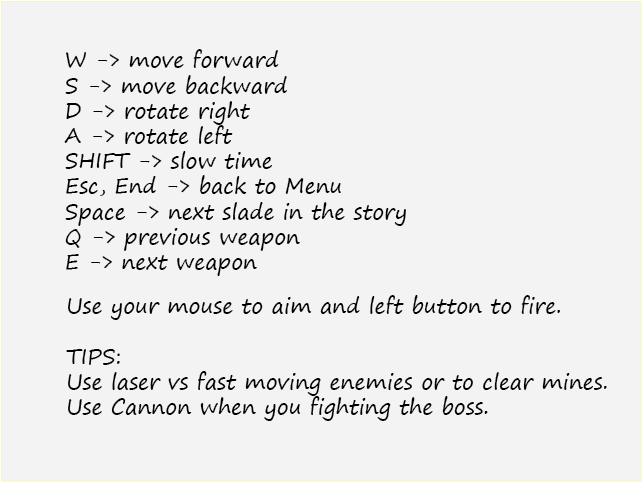 W -> move forward
S -> move backward
D -> rotate right
A -> rotate left
SHIFT -> slow time
Esc, End -> back to Menu
Space -> next slade in the story
Q -> previous weapon
E -> next weapon
Use your mouse to aim and left button to fire.
TIPS:
Use laser vs fast moving enemies or to clear mines.
Use Cannon when you fighting the boss.